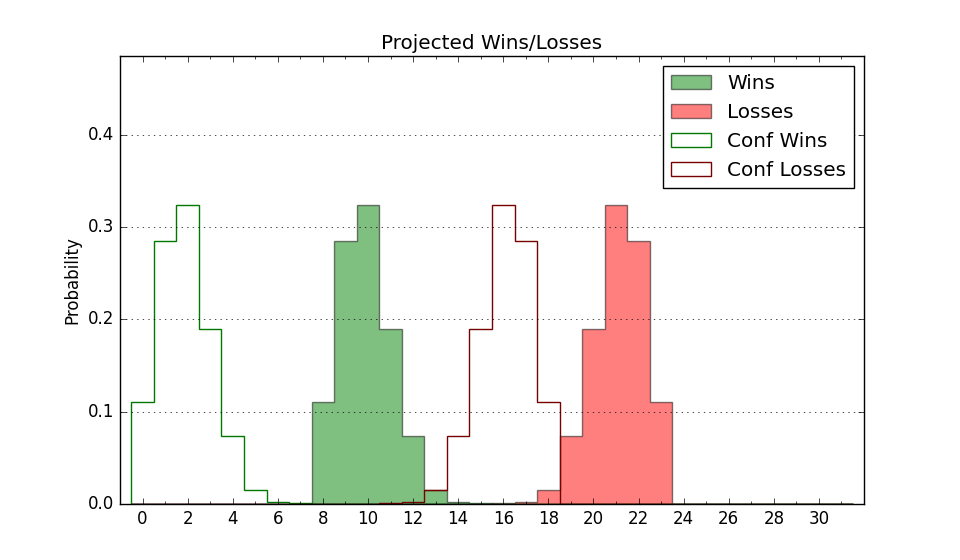 Projected Wins/Losses
Wins
Losses
Conf Wins
Conf Losses
Probability
0.4
0.3
0.2
0.1
0.0
0 2 4 6 8 10 12 14 16 18 20 22 24 26 28 30